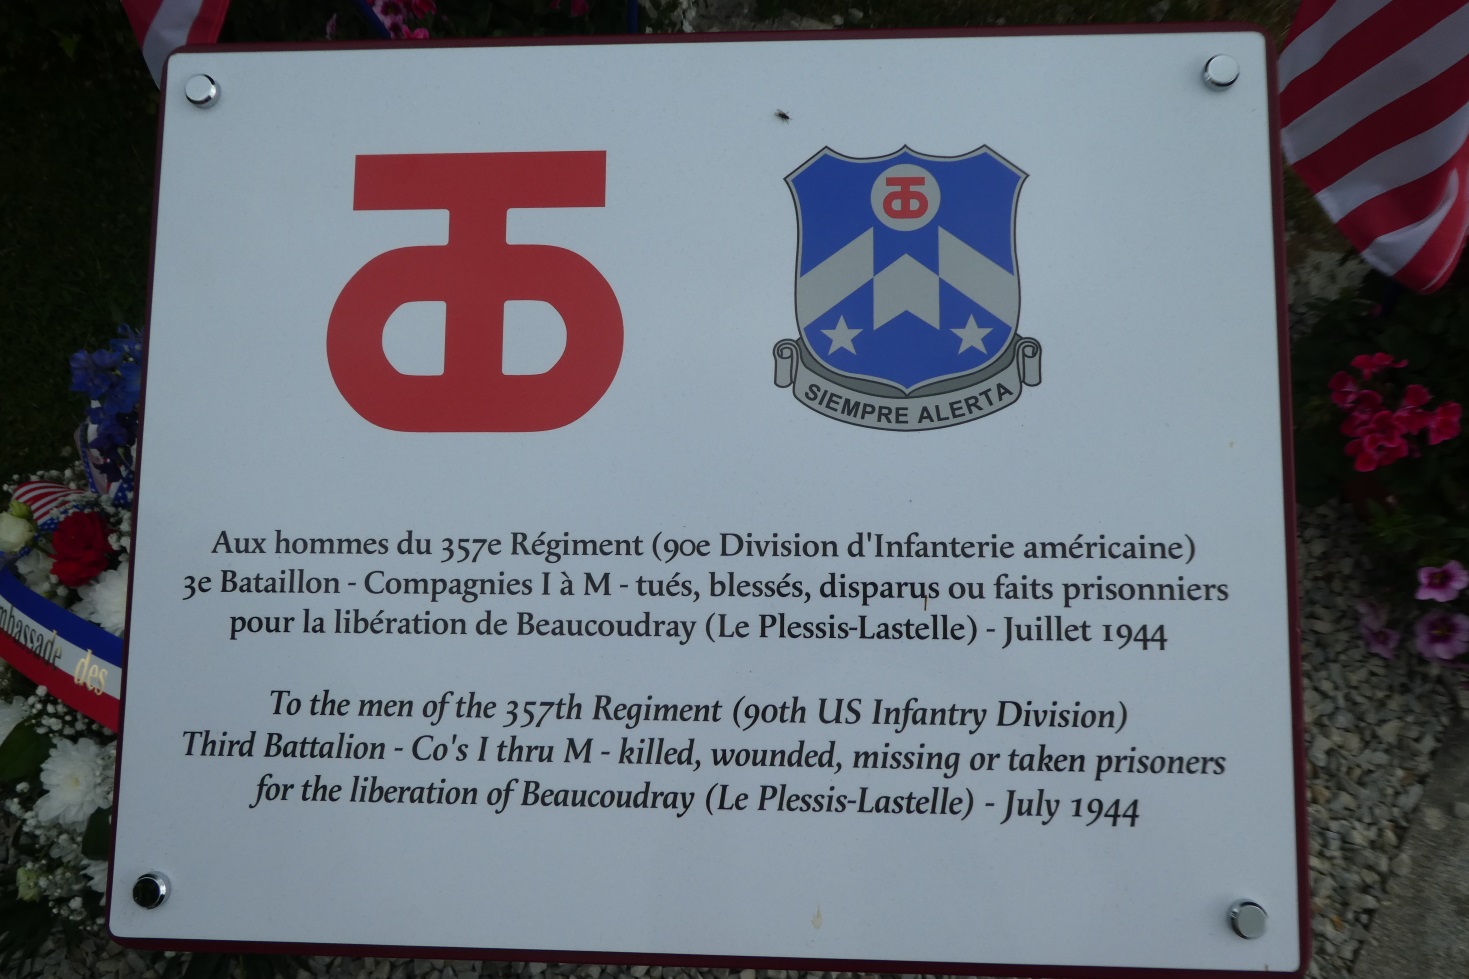 SIEMPRE ALERTA
Aux hommes du 357e Régiment (90e Division d'Infanterie américaine)
3e Bataillon - Compagnies I à M - tués, blessés, disparus ou faits prisonniers
pour la libération de Beaucoudray (Le Plessis-Lastelle) - Juillet 1944
To the men of the 357th Regiment (90th US Infantry Division)
Third Battalion - Co's I thru M - killed, wounded, missing or taken prisoners
for the liberation of Beaucoudray (Le Plessis-Lastelle) - July 1944
des